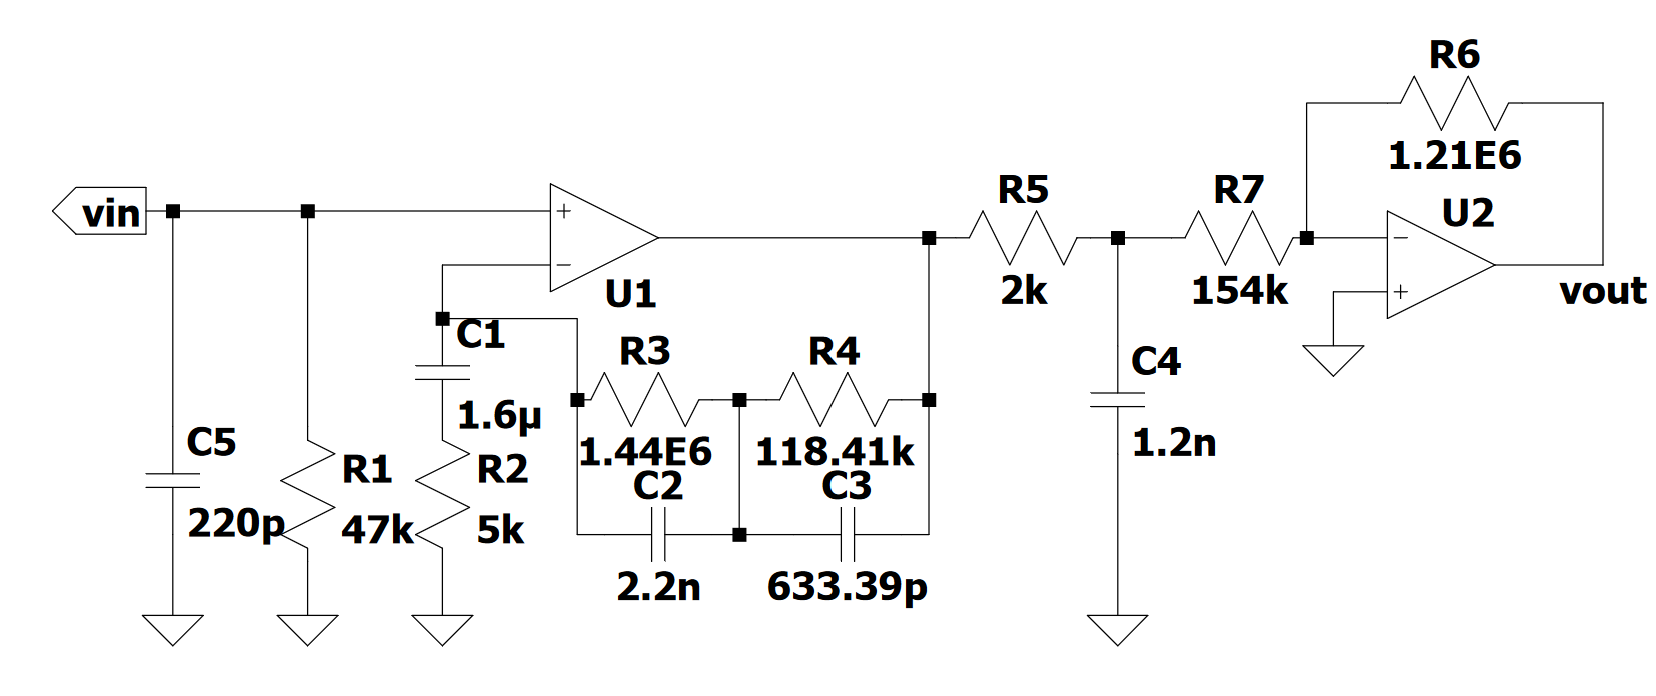 R6
1.21E6
R5
R7
U2
vin
2k
154k
vout
U1
C1
R3
R4
C4
1.6µ
1.44E6
118.41k
1.2n
C5
R1
R2
C2
C3
220p
47k
5k
2.2n
633.39p